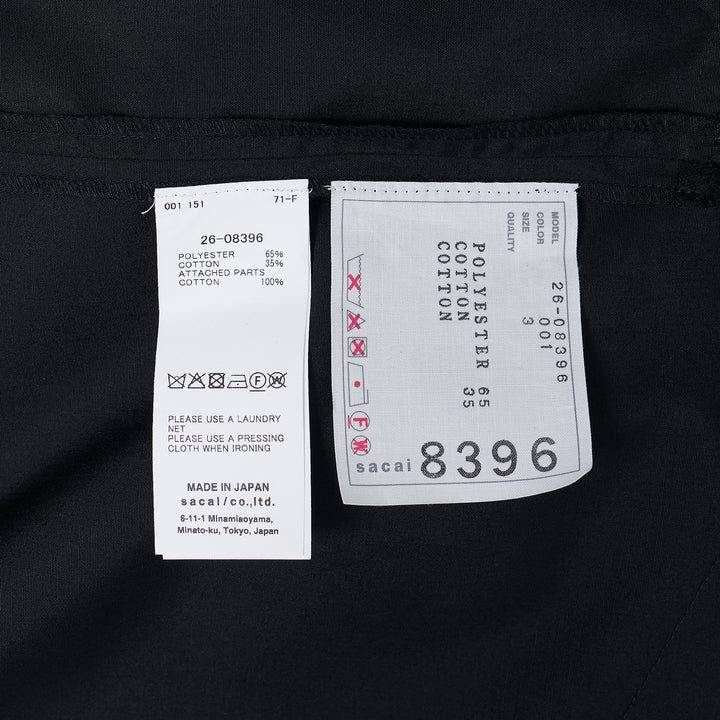 001 151 71-F
26-08396
POLYESTER 65%
COTTON 35%
ATTACHED PARTS
COTTON 100%
F W
PLEASE USE A LAUNDRY
NET
PLEASE USE A PRESSING
CLOTH WHEN IRONING
MADE IN JAPAN
sacai/co.,ltd.
6-11-1 Minamiaoyama,
Minato-ku, Tokyo, Japan
MODEL 26-08396
COLOR 001
SIZE 3
QUALITY
POLYESTER 65
COTTON 35
COTTON
F
W
sacai 8396